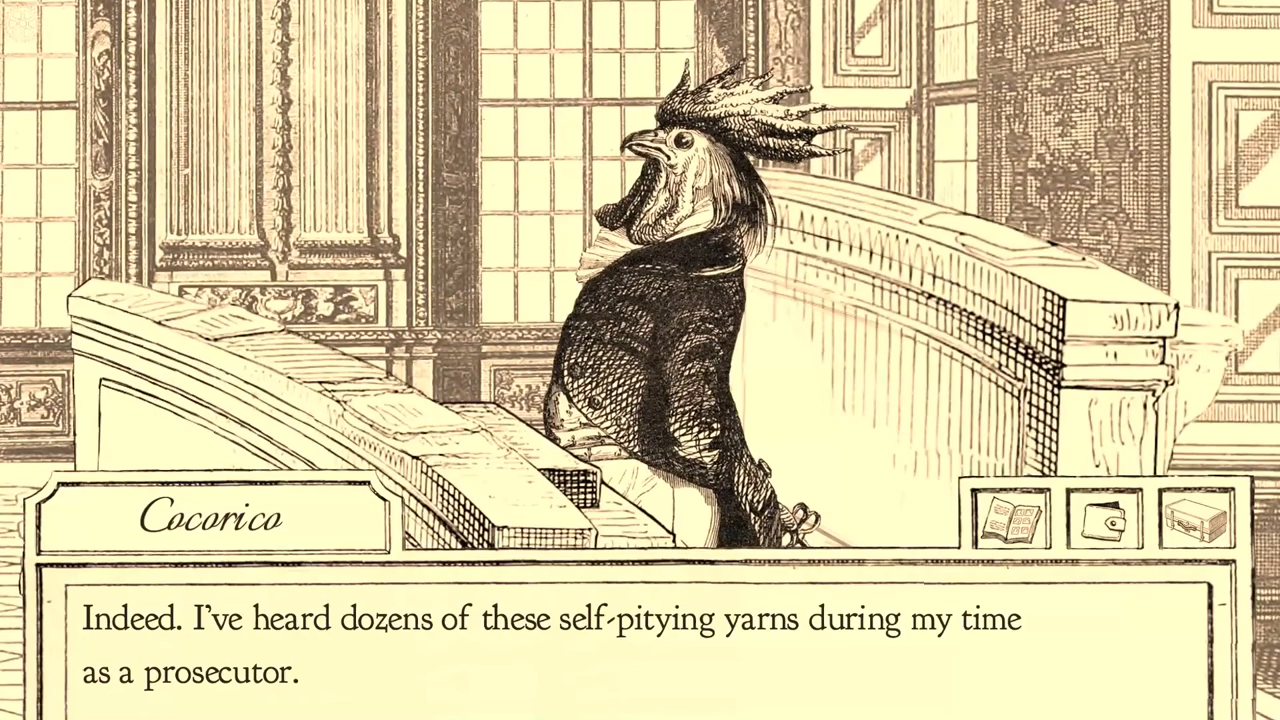 Cocorico
Indeed. I've heard dozens of these self-pitying yarns during my time
as a prosecutor.